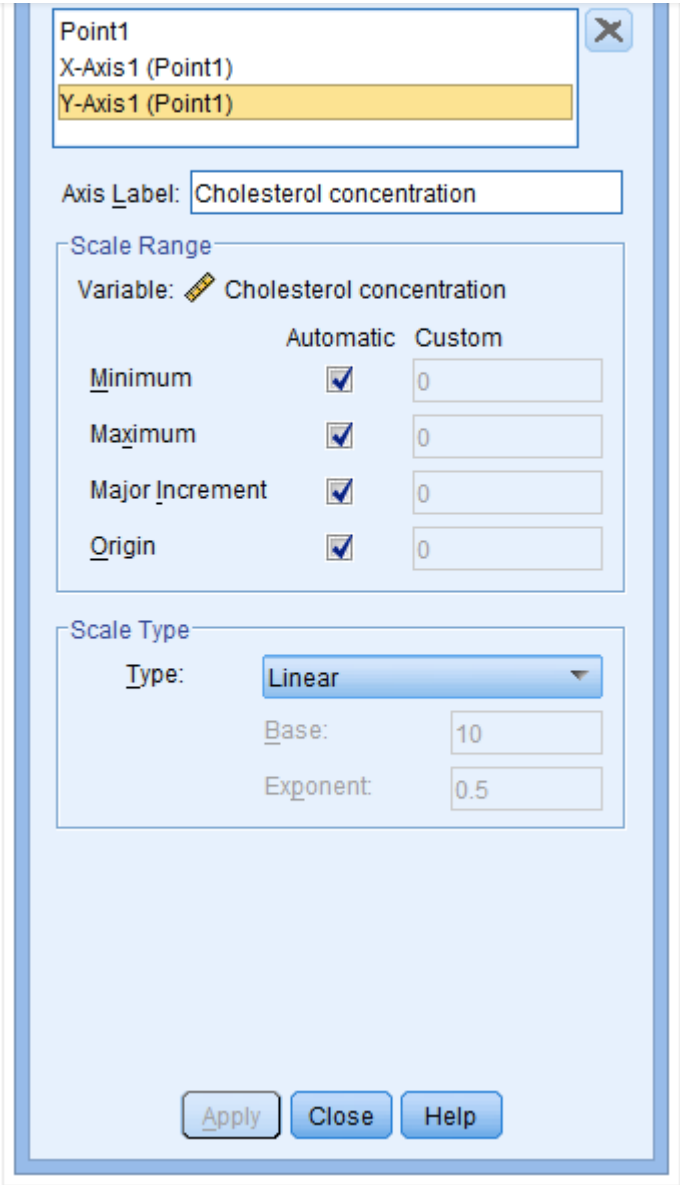 Point1
X-Axis1 (Point1)
Y-Axis1 (Point1)
Axis Label: Cholesterol concentration
Scale Range
Variable: Cholesterol concentration
Automatic Custom
Minimum 0
Maximum 0
Major Increment 0
Origin 0
Scale Type
Type: Linear
Base: 10
Exponent: 0.5
Apply Close Help